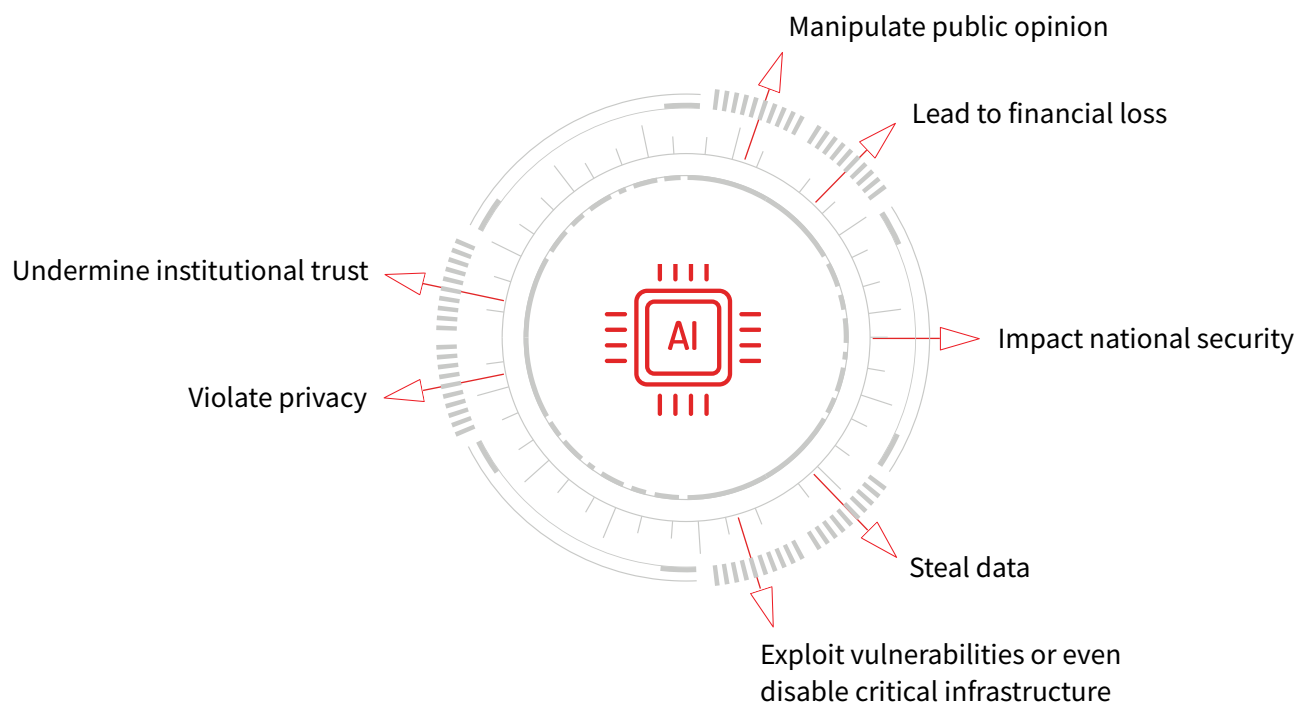 Manipulate public opinion
Lead to financial loss
Undermine institutional trust
AI
Impact national security
Violate privacy
Steal data
Exploit vulnerabilities or even
disable critical infrastructure